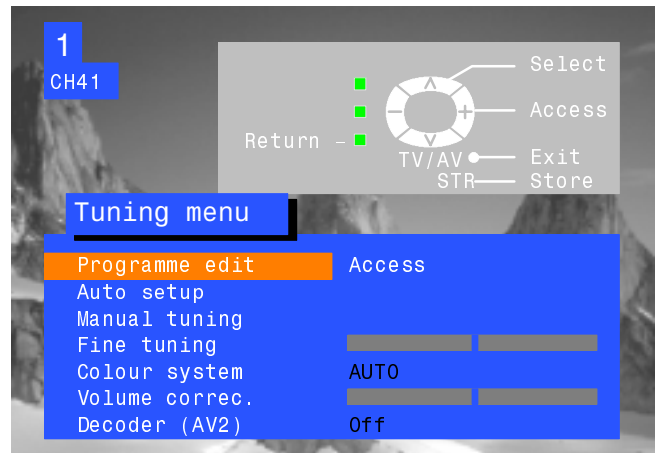 1
CH41
Select
Access
Return –
TV/AV Exit
STR Store
Tuning menu
Programme edit Access
Auto setup
Manual tuning
Fine tuning
Colour system AUTO
Volume correc.
Decoder (AV2) Off